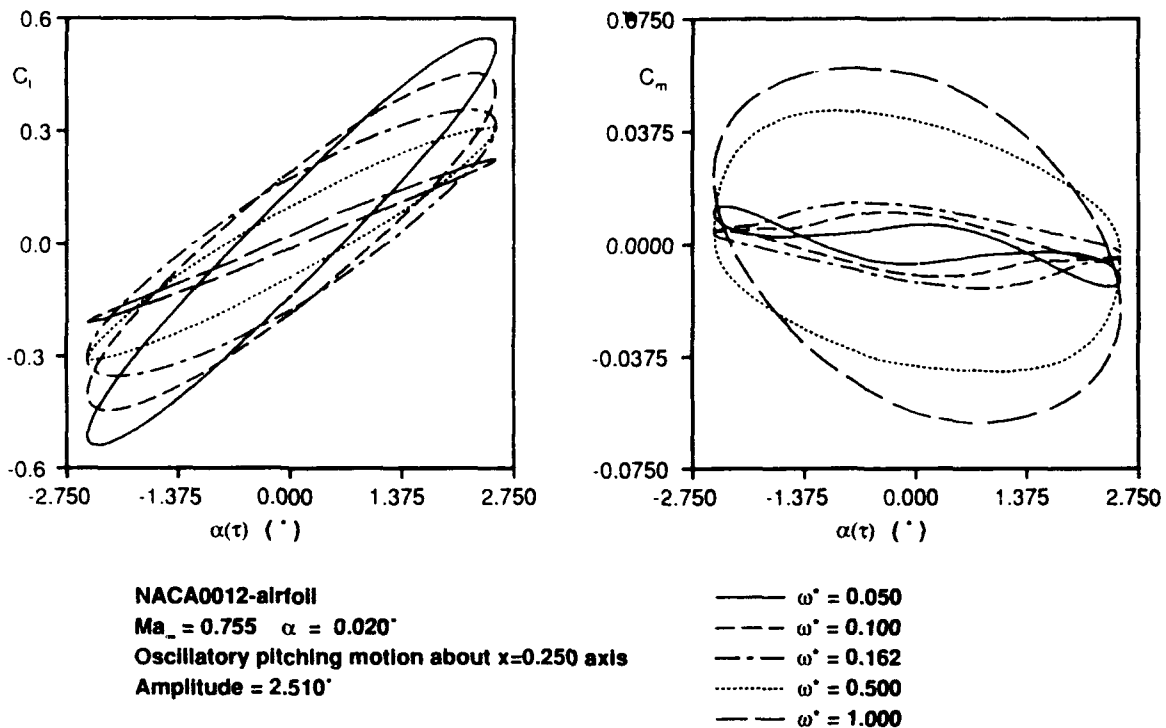 0.6
C_l
0.3
0.0
-0.3
-0.6
-2.750 -1.375 0.000 1.375 2.750
α(τ) (°)
0.0750
C_m
0.0375
0.0000
-0.0375
-0.0750
-2.750 -1.375 0.000 1.375 2.750
α(τ) (°)
NACA0012-airfoil
Ma_∞ = 0.755 α = 0.020°
Oscillatory pitching motion about x=0.250 axis
Amplitude = 2.510°
ω* = 0.050
ω* = 0.100
ω* = 0.162
ω* = 0.500
ω* = 1.000